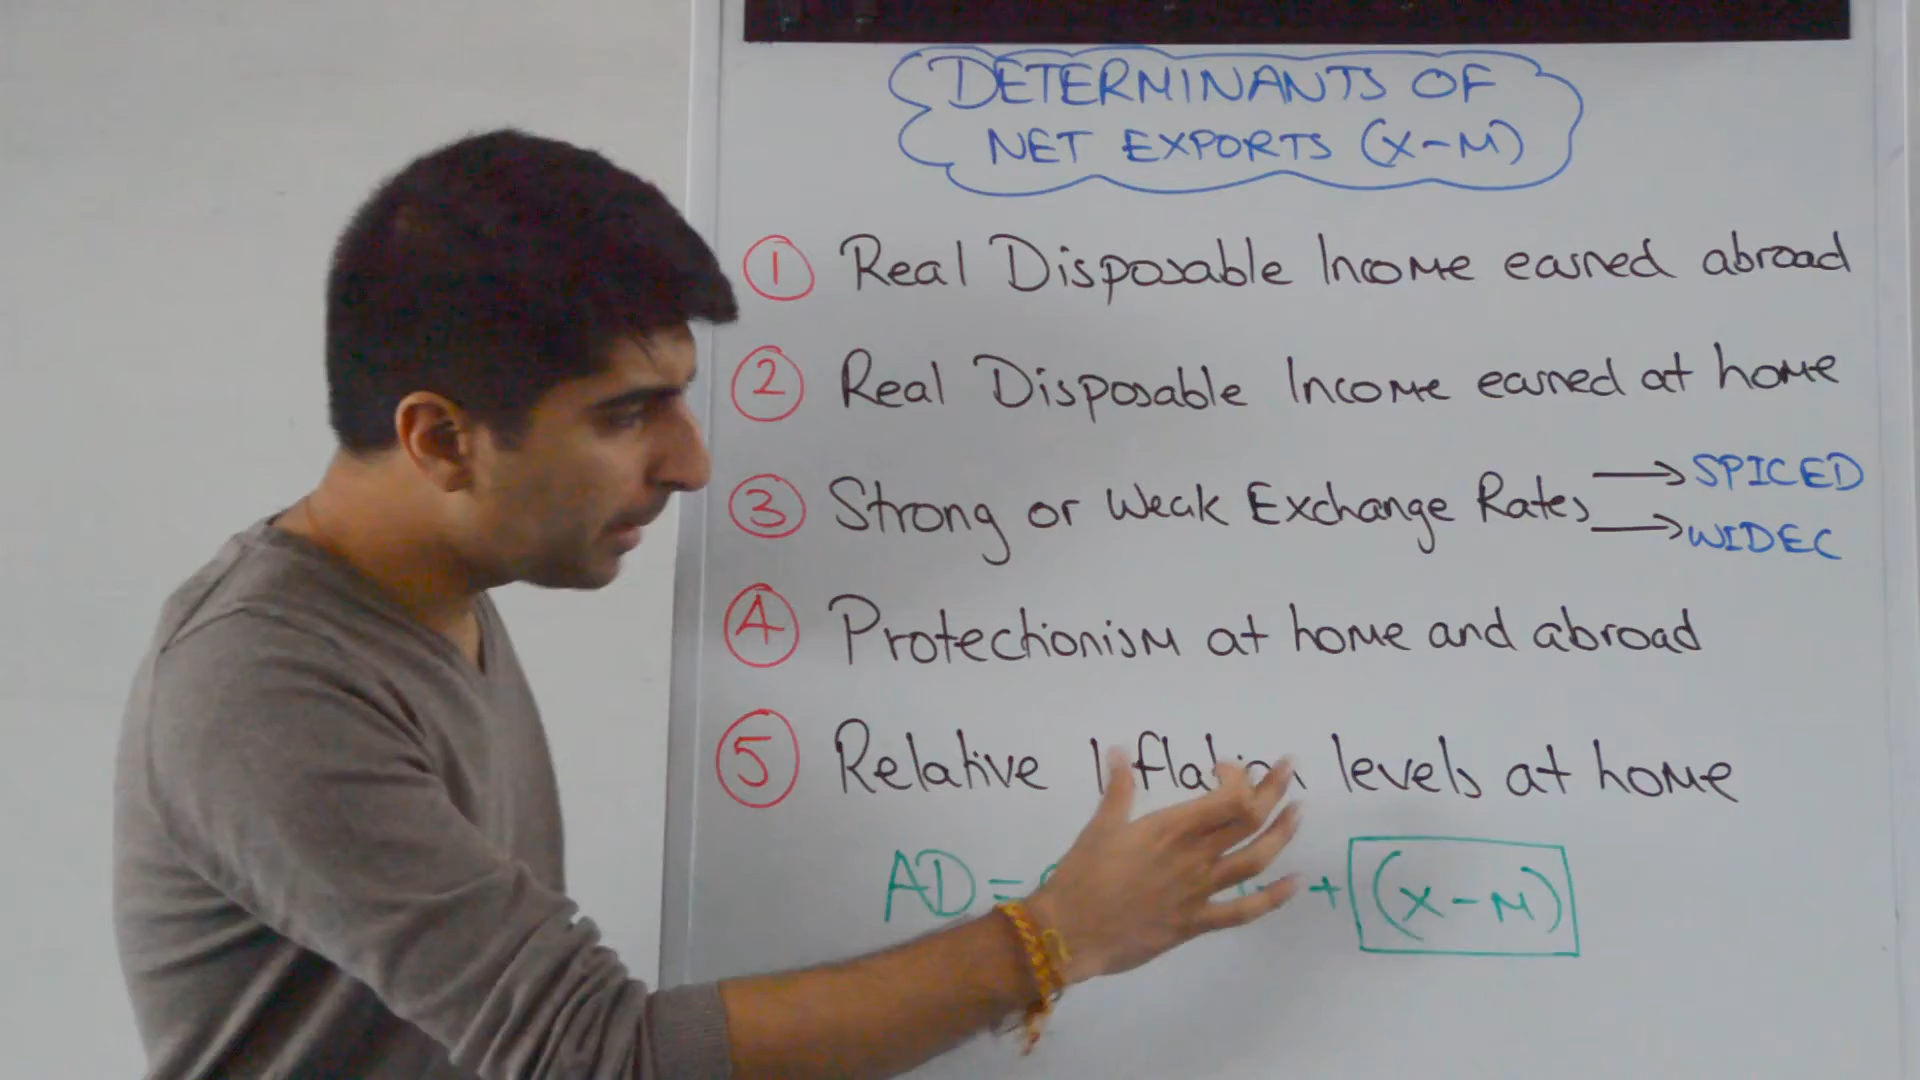 DETERMINANTS OF
NET EXPORTS (X-M)
1 Real Disposable Income earned abroad
2 Real Disposable Income earned at home
3 Strong or Weak Exchange Rates → SPICED
→ WIDEC
4 Protectionism at home and abroad
5 Relative Inflation levels at home
AD = + (X-M)